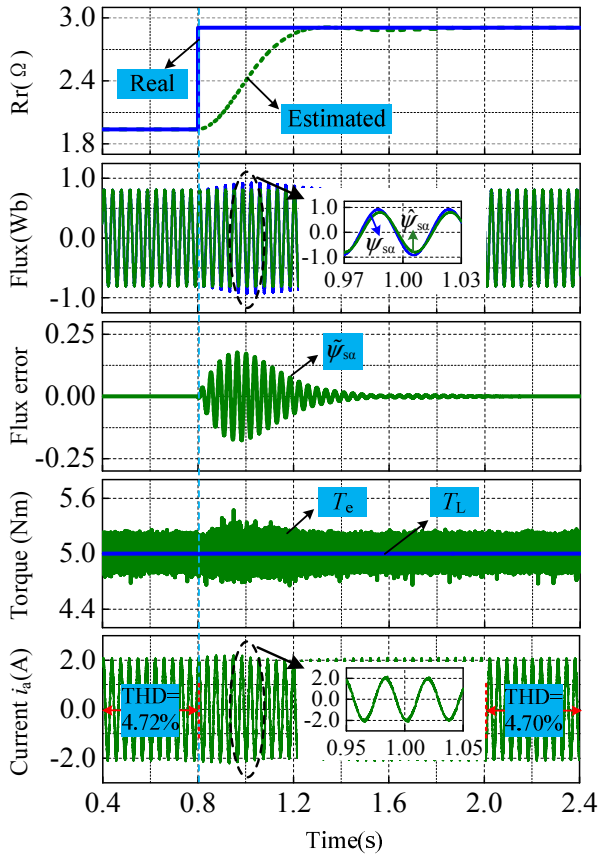 3.0
2.4
1.8
Rr(Ω)
Real
Estimated
1.0
0.0
-1.0
Flux(Wb)
1.0
0.0
-1.0
ψsα
ψ̂sα
0.97 1.00 1.03
0.25
0.00
-0.25
Flux error
ψ̃sα
5.6
5.0
4.4
Torque (Nm)
Te
TL
2.0
0.0
-2.0
Current ia(A)
THD=
4.72%
2.0
0.0
-2.0
0.95 1.00 1.05
THD=
4.70%
0.4 0.8 1.2 1.6 2.0 2.4
Time(s)